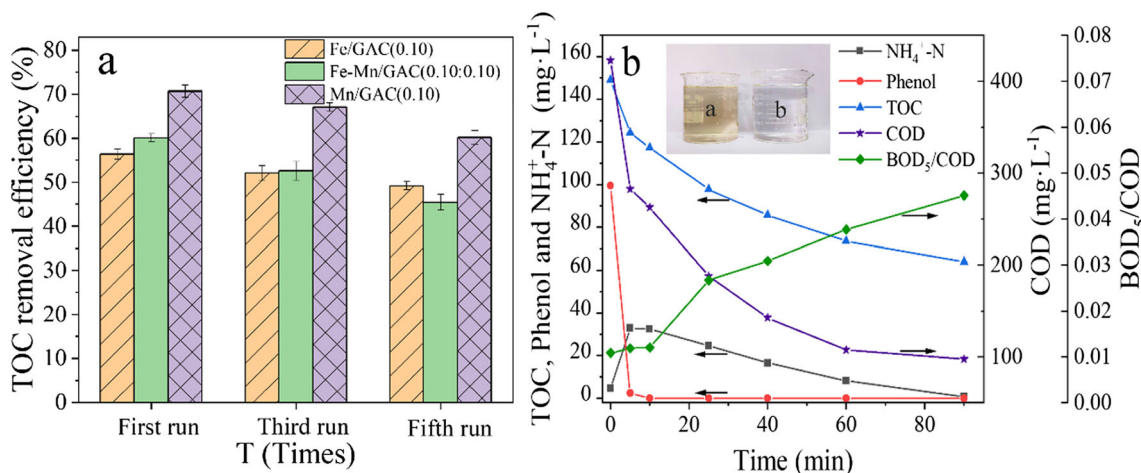 a
Fe/GAC(0.10)
Fe-Mn/GAC(0.10:0.10)
Mn/GAC(0.10)
TOC removal efficiency (%)
80
70
60
50
40
30
20
10
0
First run Third run Fifth run
T (Times)
b
NH₄⁺-N
Phenol
TOC
COD
BOD₅/COD
a b
TOC, Phenol and NH₄⁺-N (mg·L⁻¹)
160
140
120
100
80
60
40
20
0
0 20 40 60 80
Time (min)
COD (mg·L⁻¹)
400
300
200
100
BOD₅/COD
0.08
0.07
0.06
0.05
0.04
0.03
0.02
0.01
0.00